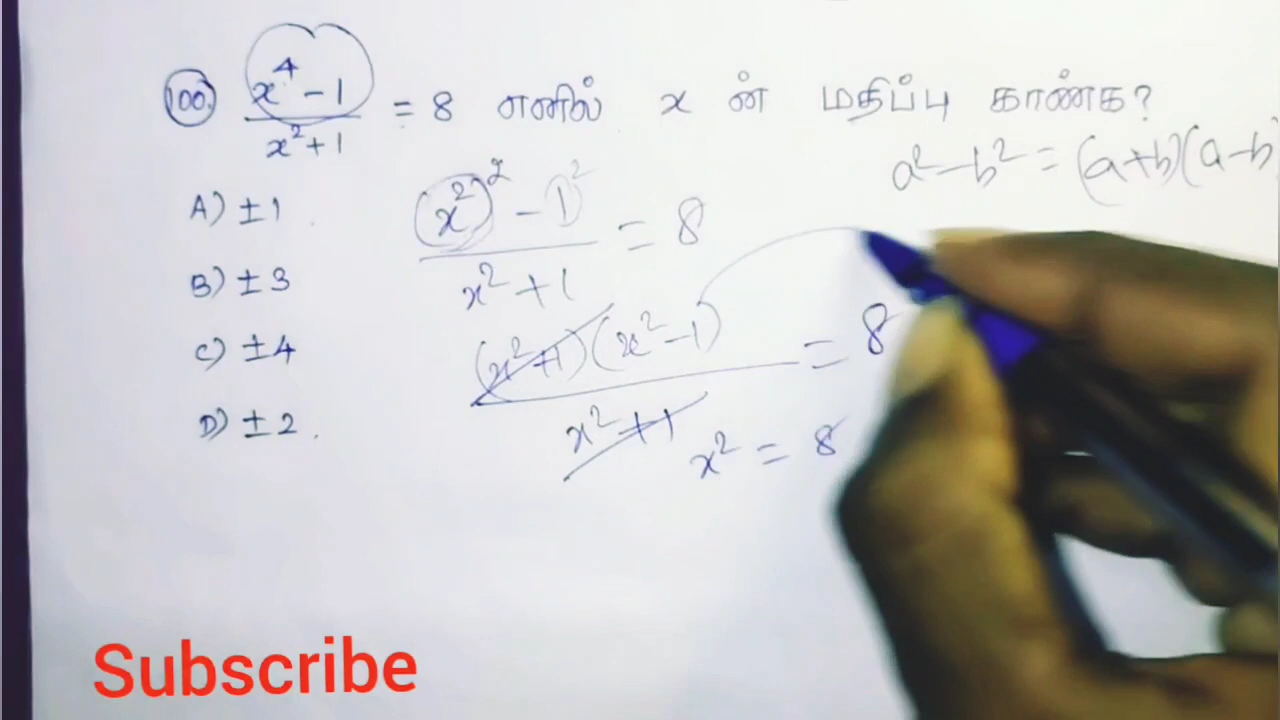 100. x⁴-1 / x²+1 = 8 எனில் x ன் மதிப்பு காண்க?
a²-b² = (a+b)(a-b
A) ±1
(x²)² - 1² / x²+1 = 8
B) ±3
(x²+1)(x²-1) / x²+1 = 8
C) ±4
D) ±2.
x² = 8
Subscribe